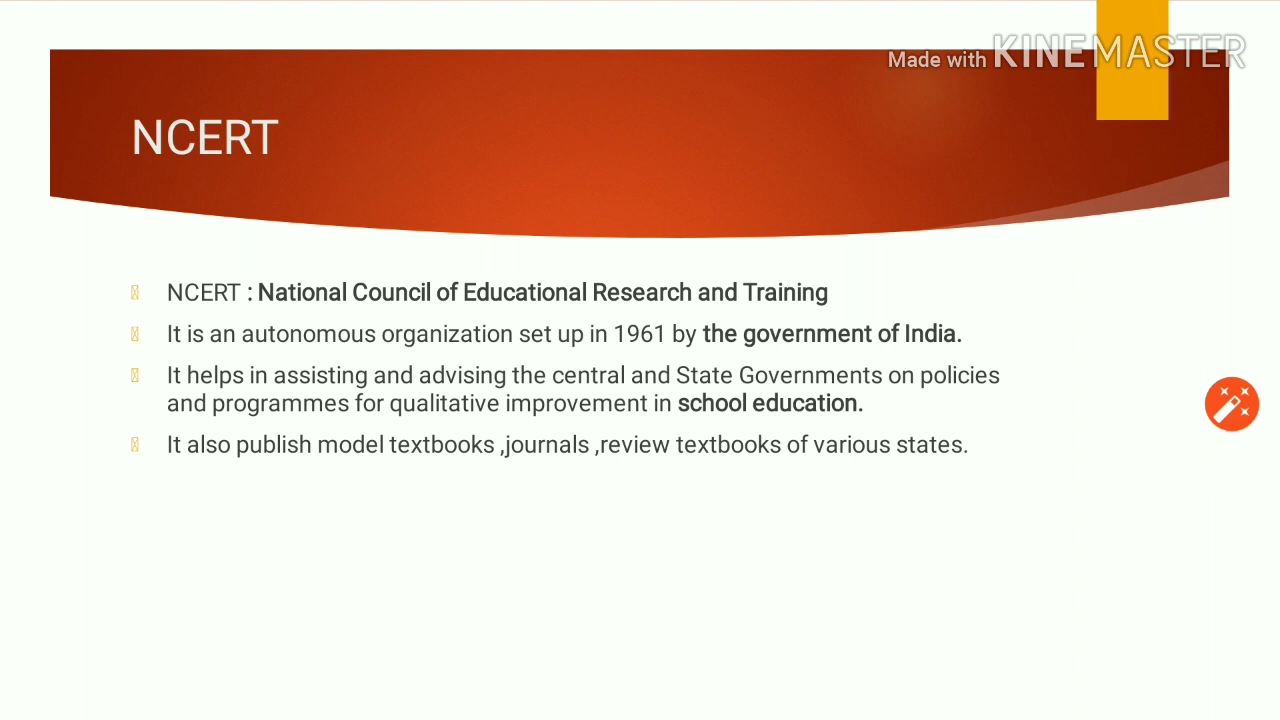 Made with KINEMASTER
NCERT
NCERT : National Council of Educational Research and Training
It is an autonomous organization set up in 1961 by the government of India.
It helps in assisting and advising the central and State Governments on policies
and programmes for qualitative improvement in school education.
It also publish model textbooks ,journals ,review textbooks of various states.